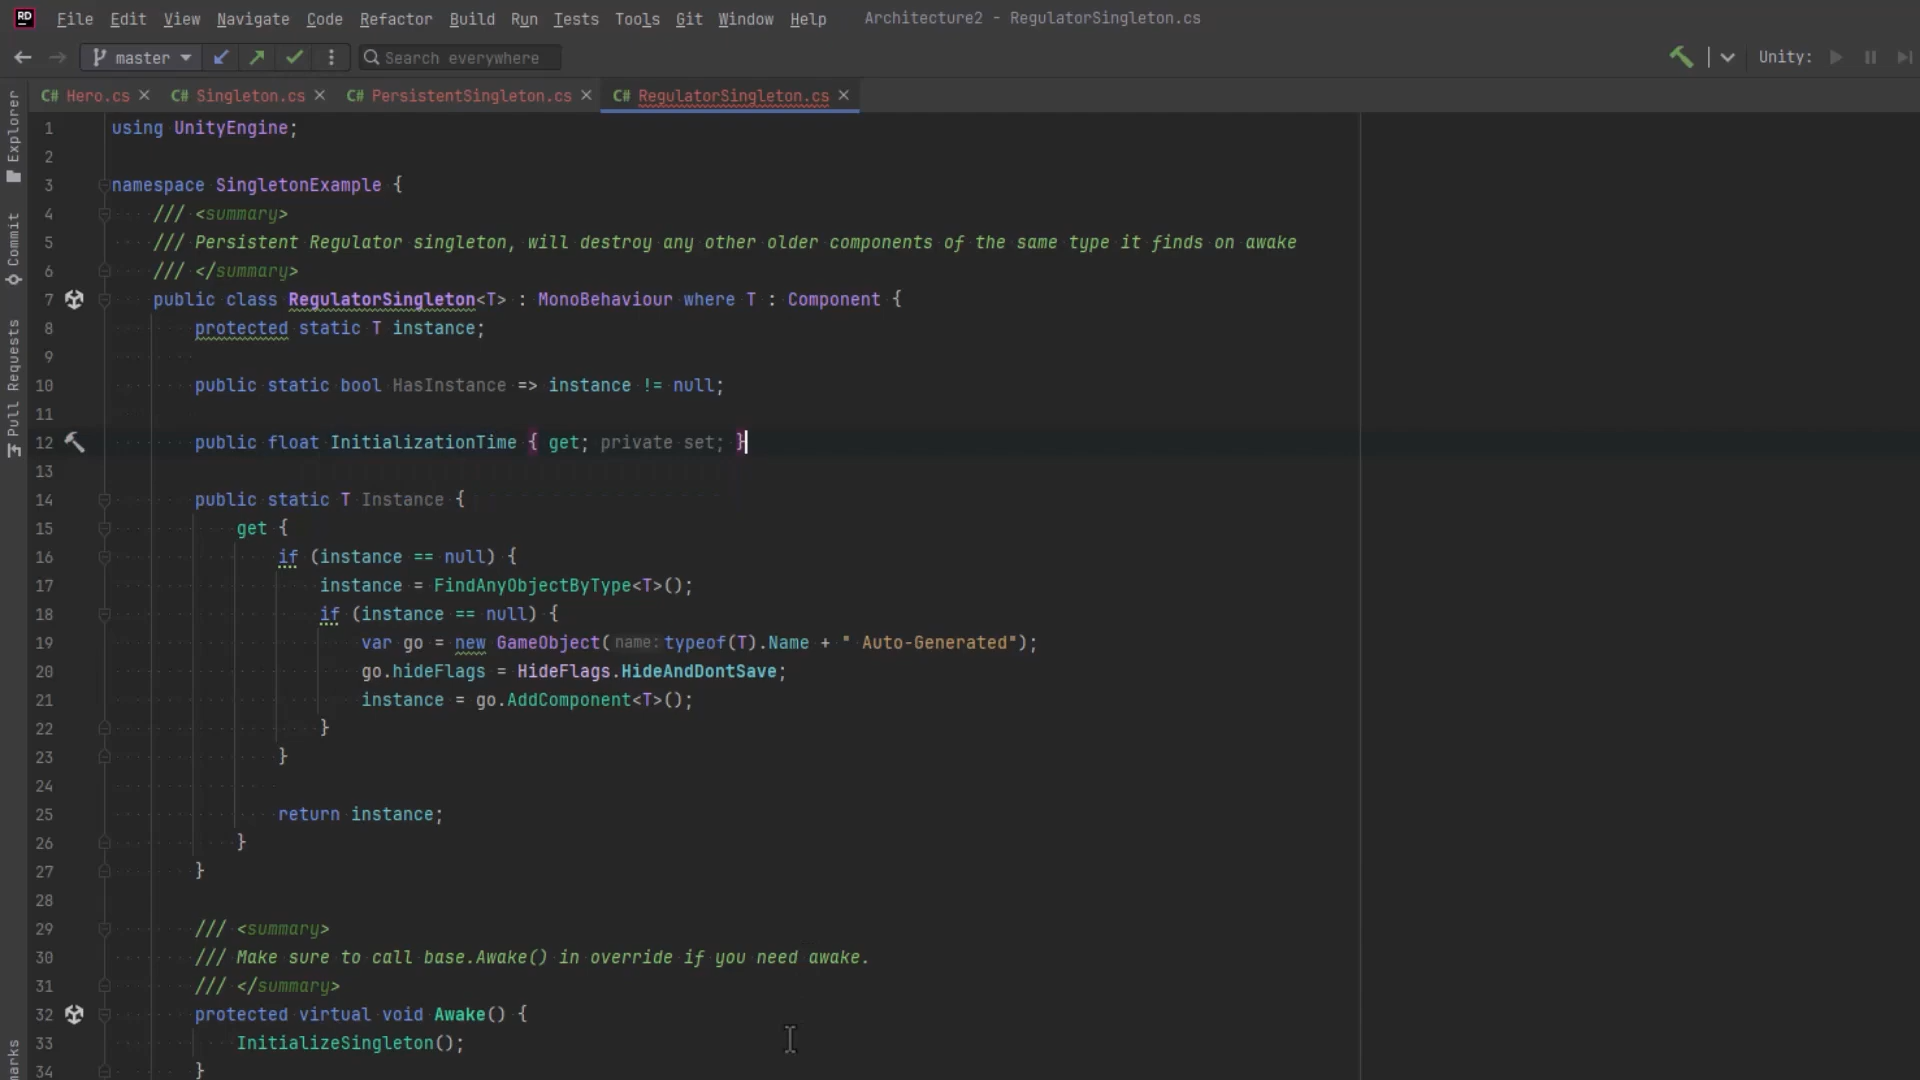 RD File Edit View Navigate Code Refactor Build Run Tests Tools Git Window Help Architecture2 - RegulatorSingleton.cs
master Search everywhere Unity:
C# Hero.cs C# Singleton.cs C# PersistentSingleton.cs C# RegulatorSingleton.cs
Explorer
Commit
Pull Requests
marks
1 using UnityEngine;
2
3 namespace SingletonExample {
4 /// <summary>
5 /// Persistent Regulator singleton, will destroy any other older components of the same type it finds on awake
6 /// </summary>
7 public class RegulatorSingleton<T> : MonoBehaviour where T : Component {
8 protected static T instance;
9
10 public static bool HasInstance => instance != null;
11
12 public float InitializationTime { get; private set; }
13
14 public static T Instance {
15 get {
16 if (instance == null) {
17 instance = FindAnyObjectByType<T>();
18 if (instance == null) {
19 var go = new GameObject(name:typeof(T).Name + " Auto-Generated");
20 go.hideFlags = HideFlags.HideAndDontSave;
21 instance = go.AddComponent<T>();
22 }
23 }
24
25 return instance;
26 }
27 }
28
29 /// <summary>
30 /// Make sure to call base.Awake() in override if you need awake.
31 /// </summary>
32 protected virtual void Awake() {
33 InitializeSingleton();
34 }